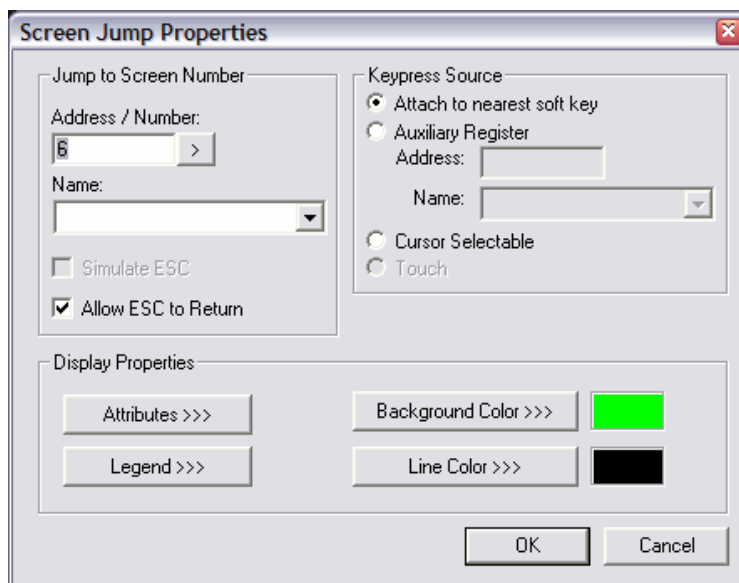 Screen Jump Properties
Jump to Screen Number
Address / Number:
6
>
Name:
Simulate ESC
Allow ESC to Return
Keypress Source
Attach to nearest soft key
Auxiliary Register
Address:
Name:
Cursor Selectable
Touch
Display Properties
Attributes >>>
Background Color >>>
Legend >>>
Line Color >>>
OK
Cancel